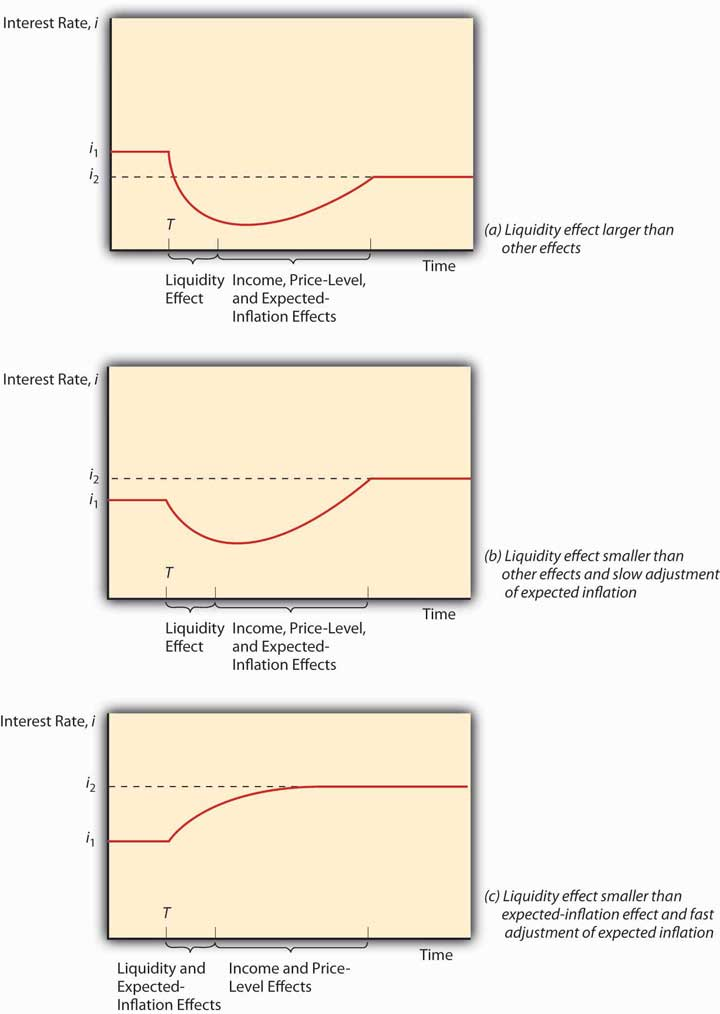 Interest Rate, i
i1
i2
T
Time
Liquidity
Effect
Income, Price-Level,
and Expected-
Inflation Effects
(a) Liquidity effect larger than
other effects
Interest Rate, i
i2
i1
T
Time
Liquidity
Effect
Income, Price-Level,
and Expected-
Inflation Effects
(b) Liquidity effect smaller than
other effects and slow adjustment
of expected inflation
Interest Rate, i
i2
i1
T
Time
Liquidity and
Expected-
Inflation Effects
Income and Price-
Level Effects
(c) Liquidity effect smaller than
expected-inflation effect and fast
adjustment of expected inflation